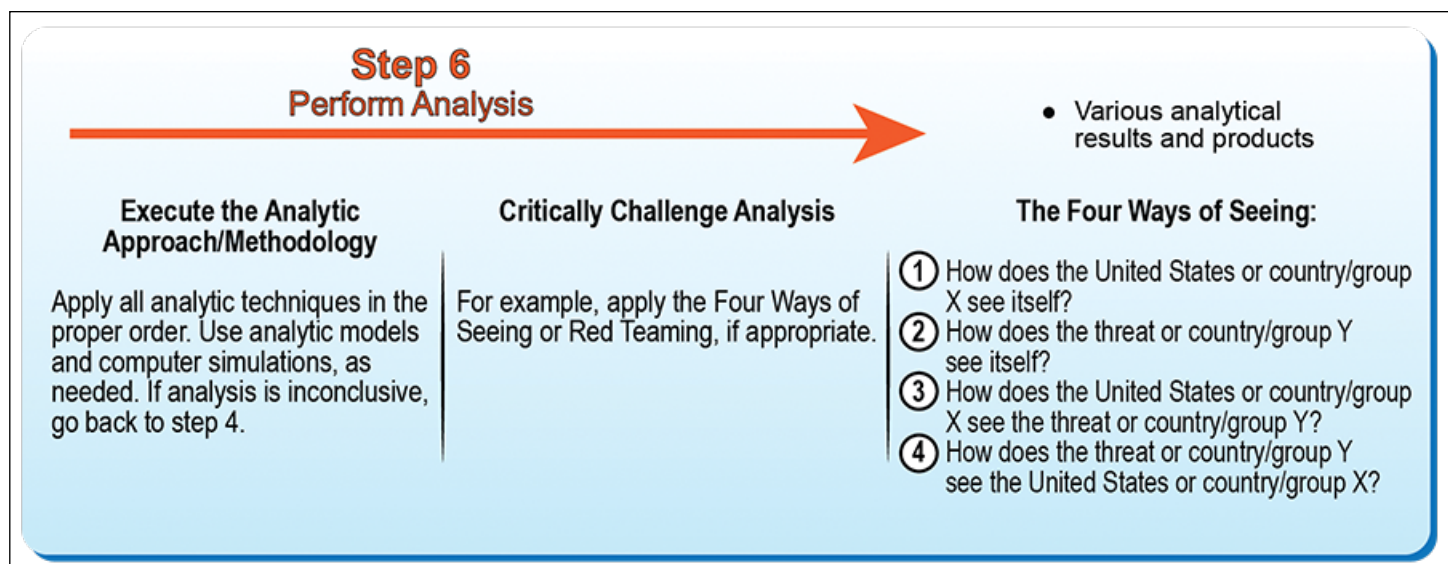 Step 6
Perform Analysis
● Various analytical
results and products
Execute the Analytic
Approach/Methodology
Apply all analytic techniques in the
proper order. Use analytic models
and computer simulations, as
needed. If analysis is inconclusive,
go back to step 4.
Critically Challenge Analysis
For example, apply the Four Ways of
Seeing or Red Teaming, if appropriate.
The Four Ways of Seeing:
1 How does the United States or country/group
X see itself?
2 How does the threat or country/group Y
see itself?
3 How does the United States or country/group
X see the threat or country/group Y?
4 How does the threat or country/group Y
see the United States or country/group X?